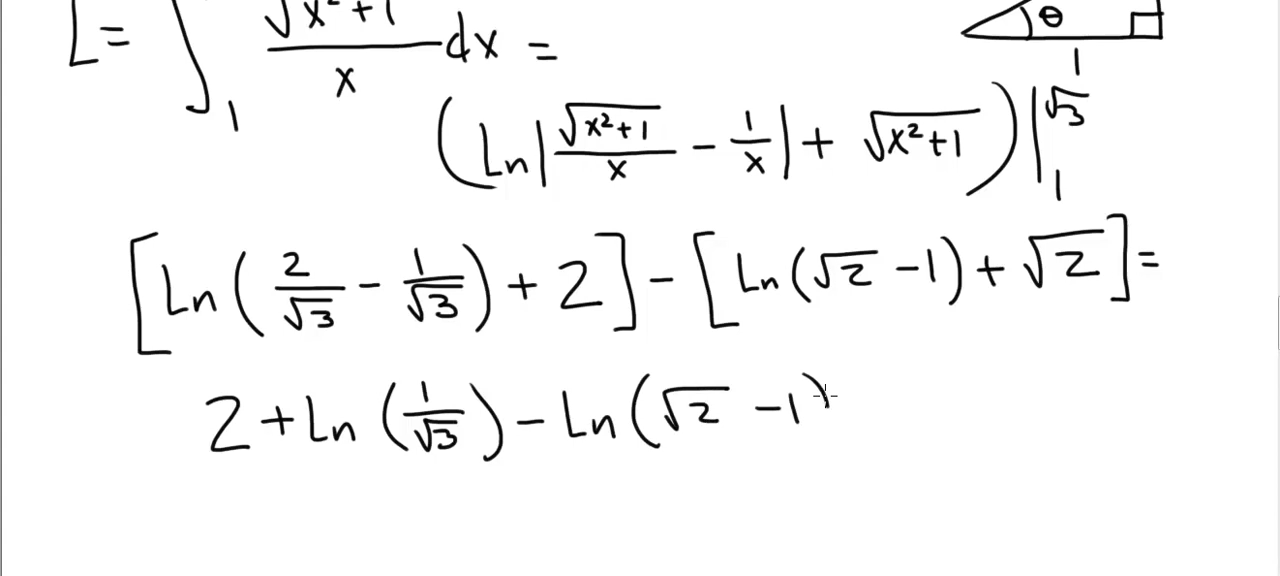 L = ∫₁ √(x²+1)/x dx =
θ
1
(Ln|√(x²+1)/x − 1/x| + √(x²+1))|₁^√3
[Ln(2/√3 − 1/√3) + 2] − [Ln(√2 − 1) + √2] =
2 + Ln(1/√3) − Ln(√2 − 1)